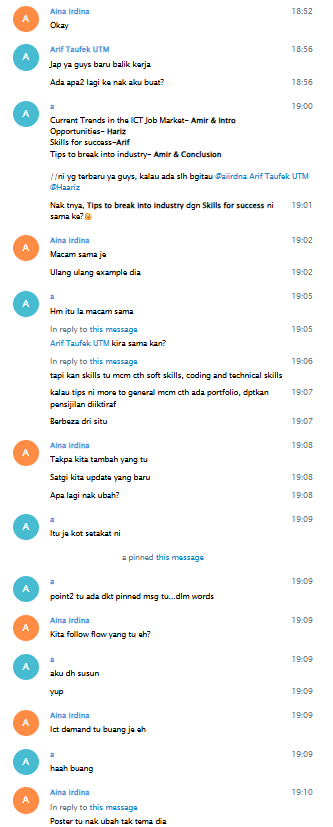 A
Aina irdina 18:52
Okay
A
Arif Taufek UTM 18:56
Jap ya guys baru balik kerja
Ada apa2 lagi ke nak aku buat? 18:56
A
a 19:00
Current Trends in the ICT Job Market– Amir & Intro
Opportunities– Hariz
Skills for success–Arif
Tips to break into industry– Amir & Conclusion
//ni yg terbaru ya guys, kalau ada slh bgitau @aiirdna Arif Taufek UTM
@Haariz
Nak tnya, Tips to break into industry dgn Skills for success ni 19:01
sama ke?
A
Aina irdina 19:02
Macam sama je
Ulang ulang example dia 19:02
A
a 19:05
Hm itu la macam sama
In reply to this message 19:05
Arif Taufek UTM kira sama kan?
In reply to this message 19:06
tapi kan skills tu mcm cth soft skills, coding and technical skills
kalau tips ni more to general mcm cth ada portfolio, dptkan 19:07
pensijilan diiktiraf
Berbeza dri situ 19:07
A
Aina irdina 19:08
Takpa kita tambah yang tu
Satgi kita update yang baru 19:08
Apa lagi nak ubah? 19:08
A
a 19:09
Itu je kot setakat ni
a pinned this message
A
a 19:09
point2 tu ada dkt pinned msg tu...dlm words
A
Aina irdina 19:09
Kita follow flow yang tu eh?
A
a 19:09
aku dh susun
yup 19:09
A
Aina irdina 19:09
Ict demand tu buang je eh
A
a 19:09
haah buang
A
Aina irdina 19:10
In reply to this message
Poster tu nak ubah tak tema dia